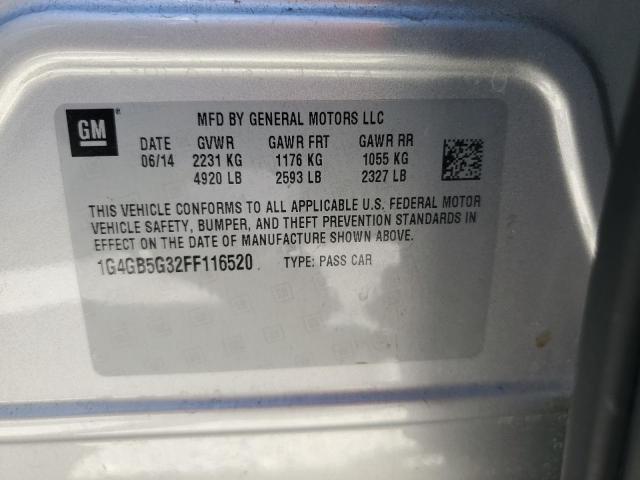 GM
MFD BY GENERAL MOTORS LLC
DATE GVWR GAWR FRT GAWR RR
06/14 2231 KG 1176 KG 1055 KG
4920 LB 2593 LB 2327 LB
THIS VEHICLE CONFORMS TO ALL APPLICABLE U.S. FEDERAL MOTOR
VEHICLE SAFETY, BUMPER, AND THEFT PREVENTION STANDARDS IN
EFFECT ON THE DATE OF MANUFACTURE SHOWN ABOVE.
1G4GB5G32FF116520 TYPE: PASS CAR